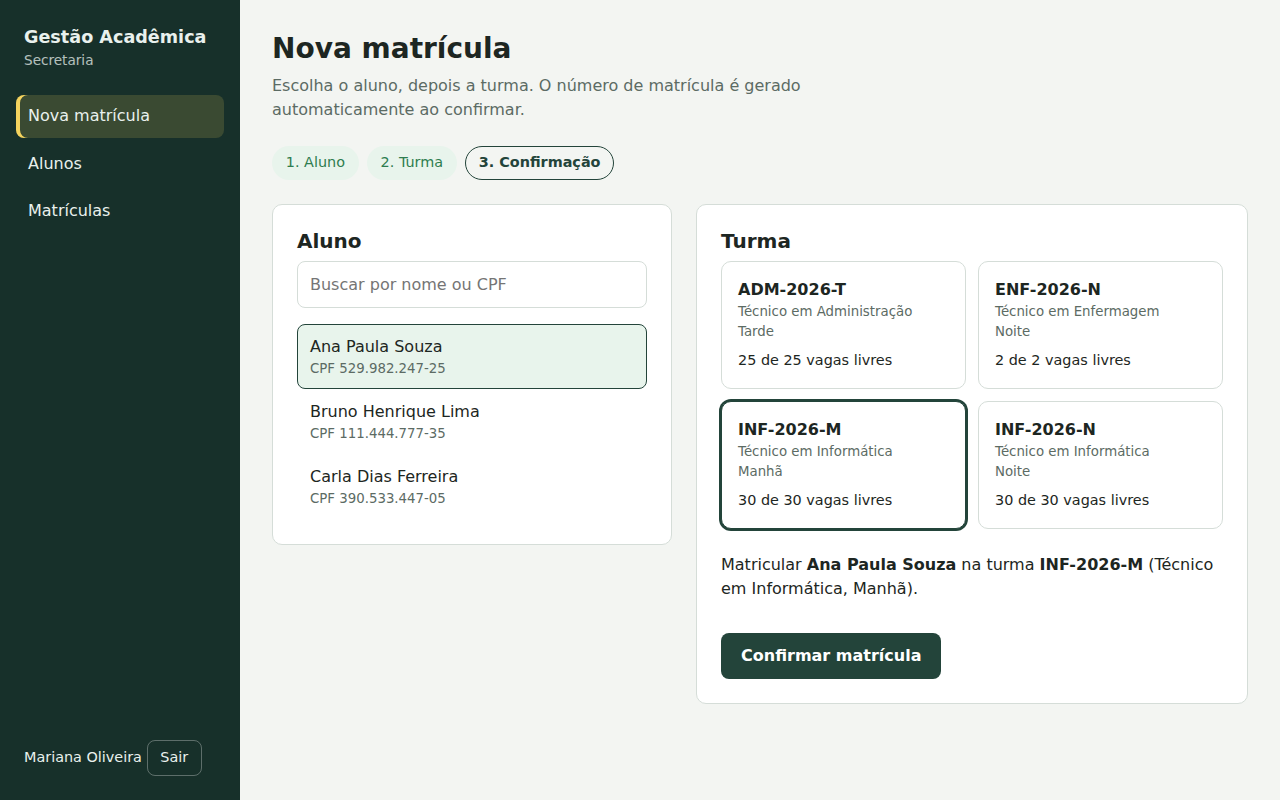 Gestão Acadêmica
Secretaria
Nova matrícula
Alunos
Matrículas
Mariana Oliveira
Sair
Nova matrícula
Escolha o aluno, depois a turma. O número de matrícula é gerado
automaticamente ao confirmar.
1. Aluno
2. Turma
3. Confirmação
Aluno
Buscar por nome ou CPF
Ana Paula Souza
CPF 529.982.247-25
Bruno Henrique Lima
CPF 111.444.777-35
Carla Dias Ferreira
CPF 390.533.447-05
Turma
ADM-2026-T
Técnico em Administração
Tarde
25 de 25 vagas livres
ENF-2026-N
Técnico em Enfermagem
Noite
2 de 2 vagas livres
INF-2026-M
Técnico em Informática
Manhã
30 de 30 vagas livres
INF-2026-N
Técnico em Informática
Noite
30 de 30 vagas livres
Matricular Ana Paula Souza na turma INF-2026-M (Técnico
em Informática, Manhã).
Confirmar matrícula